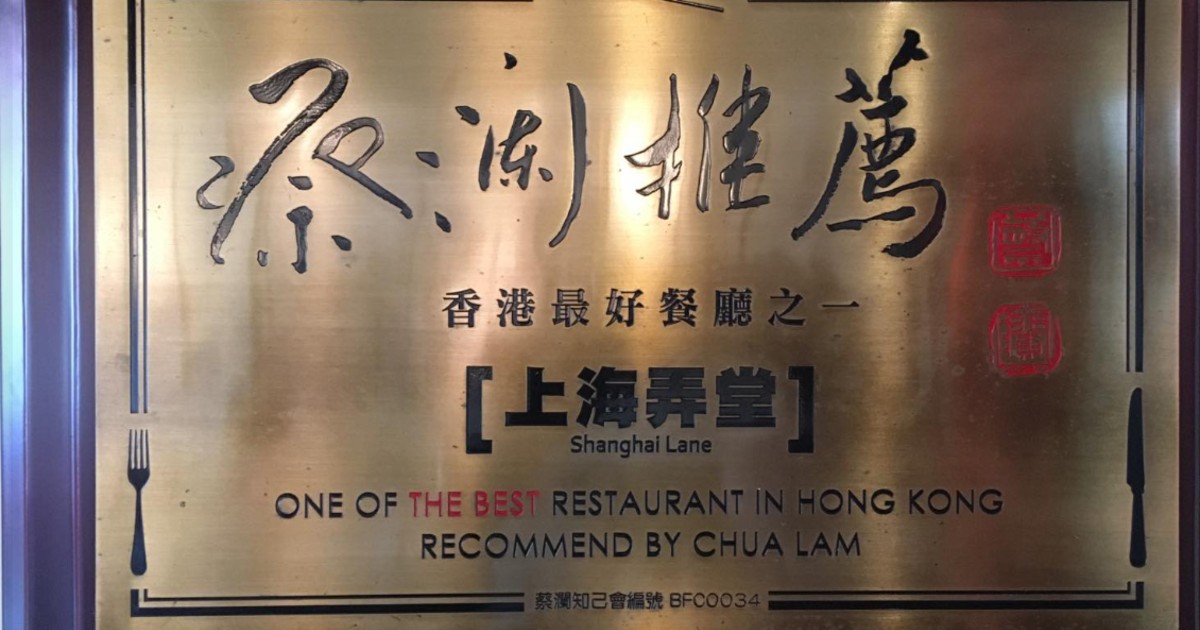 蔡瀾推薦
香港最好餐廳之一
[上海弄堂]
Shanghai Lane
ONE OF THE BEST RESTAURANT IN HONG KONG
RECOMMEND BY CHUA LAM
蔡瀾知己會編號 BFC0034